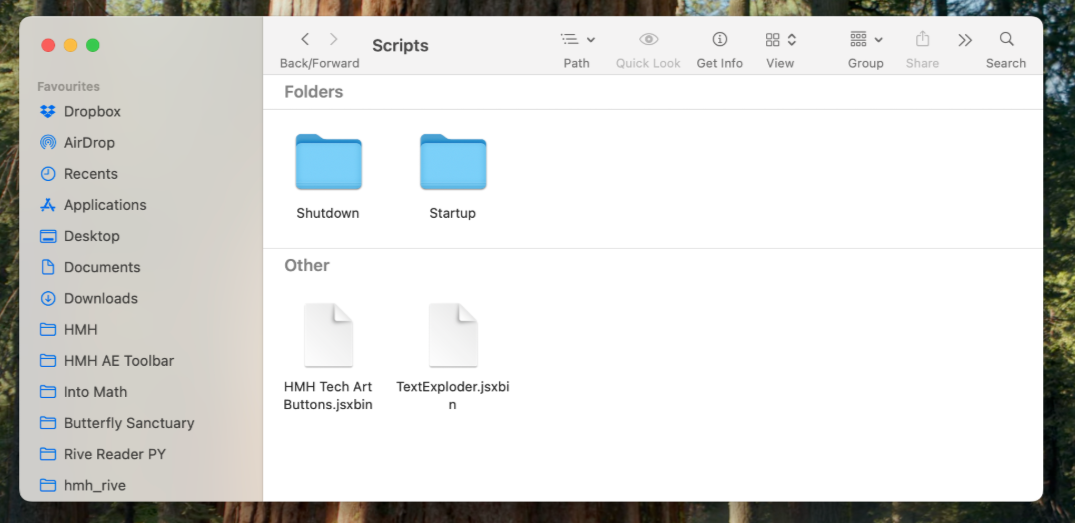 Back/Forward
Scripts
Path
Quick Look
Get Info
View
Group
Share
Search
Favourites
Dropbox
AirDrop
Recents
Applications
Desktop
Documents
Downloads
HMH
HMH AE Toolbar
Into Math
Butterfly Sanctuary
Rive Reader PY
hmh_rive
Folders
Shutdown
Startup
Other
HMH Tech Art
Buttons.jsxbin
TextExploder.jsxbi
n